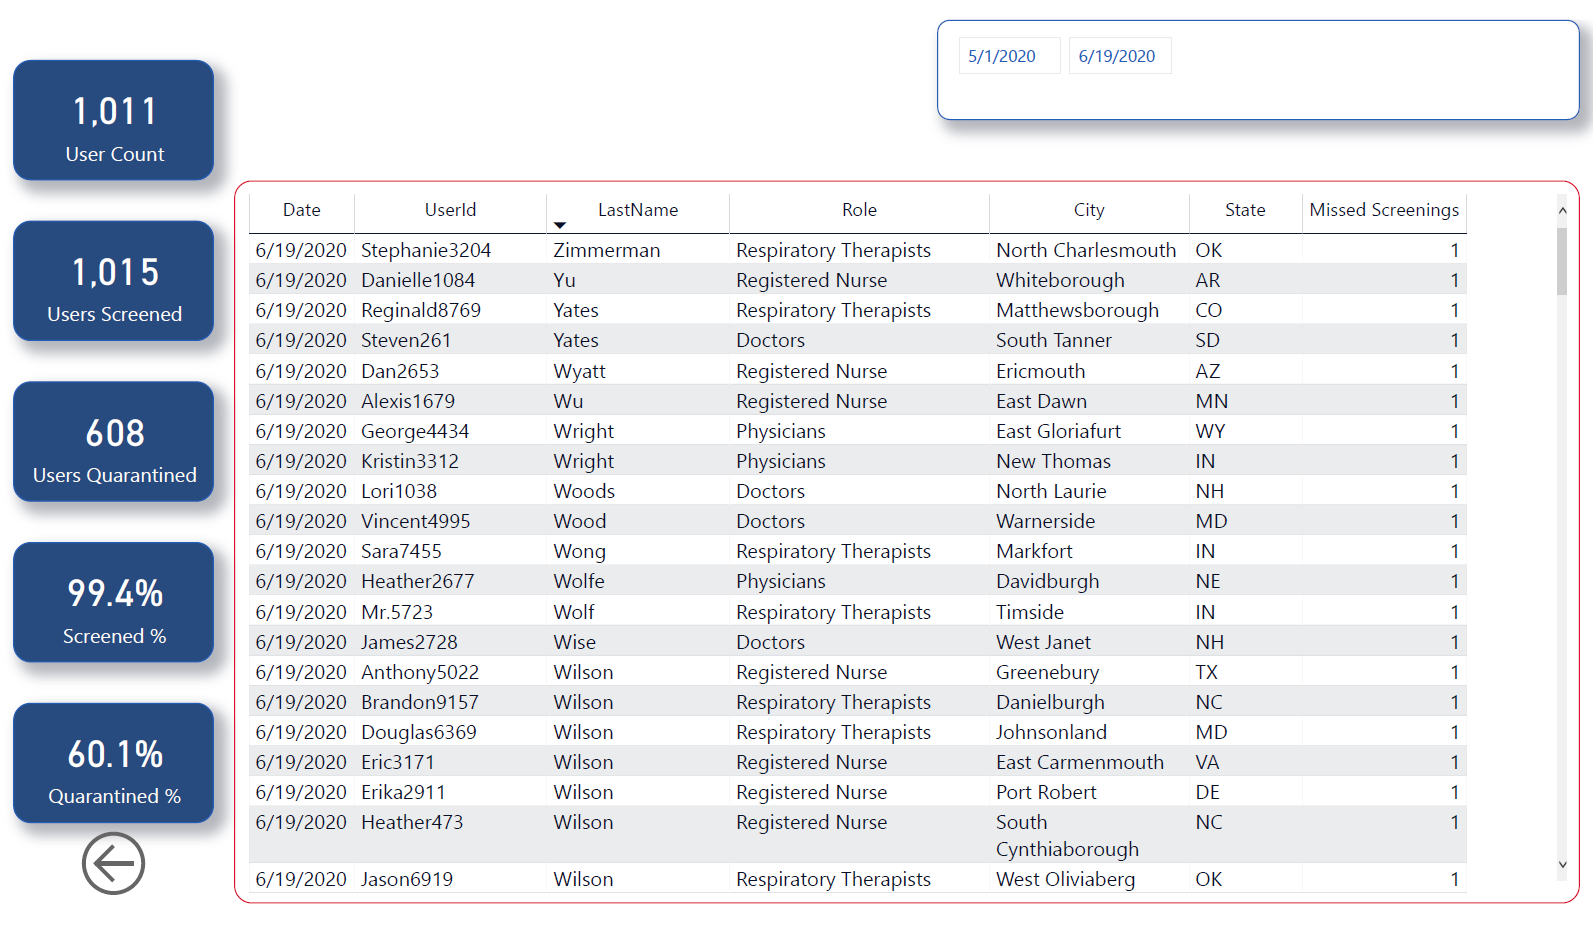 5/1/2020 6/19/2020
1,011
User Count
1,015
Users Screened
608
Users Quarantined
99.4%
Screened %
60.1%
Quarantined %
Date UserId LastName Role City State Missed Screenings
6/19/2020 Stephanie3204 Zimmerman Respiratory Therapists North Charlesmouth OK 1
6/19/2020 Danielle1084 Yu Registered Nurse Whiteborough AR 1
6/19/2020 Reginald8769 Yates Respiratory Therapists Matthewsborough CO 1
6/19/2020 Steven261 Yates Doctors South Tanner SD 1
6/19/2020 Dan2653 Wyatt Registered Nurse Ericmouth AZ 1
6/19/2020 Alexis1679 Wu Registered Nurse East Dawn MN 1
6/19/2020 George4434 Wright Physicians East Gloriafurt WY 1
6/19/2020 Kristin3312 Wright Physicians New Thomas IN 1
6/19/2020 Lori1038 Woods Doctors North Laurie NH 1
6/19/2020 Vincent4995 Wood Doctors Warnerside MD 1
6/19/2020 Sara7455 Wong Respiratory Therapists Markfort IN 1
6/19/2020 Heather2677 Wolfe Physicians Davidburgh NE 1
6/19/2020 Mr.5723 Wolf Respiratory Therapists Timside IN 1
6/19/2020 James2728 Wise Doctors West Janet NH 1
6/19/2020 Anthony5022 Wilson Registered Nurse Greenebury TX 1
6/19/2020 Brandon9157 Wilson Respiratory Therapists Danielburgh NC 1
6/19/2020 Douglas6369 Wilson Respiratory Therapists Johnsonland MD 1
6/19/2020 Eric3171 Wilson Registered Nurse East Carmenmouth VA 1
6/19/2020 Erika2911 Wilson Registered Nurse Port Robert DE 1
6/19/2020 Heather473 Wilson Registered Nurse South NC 1
Cynthiaborough
6/19/2020 Jason6919 Wilson Respiratory Therapists West Oliviaberg OK 1